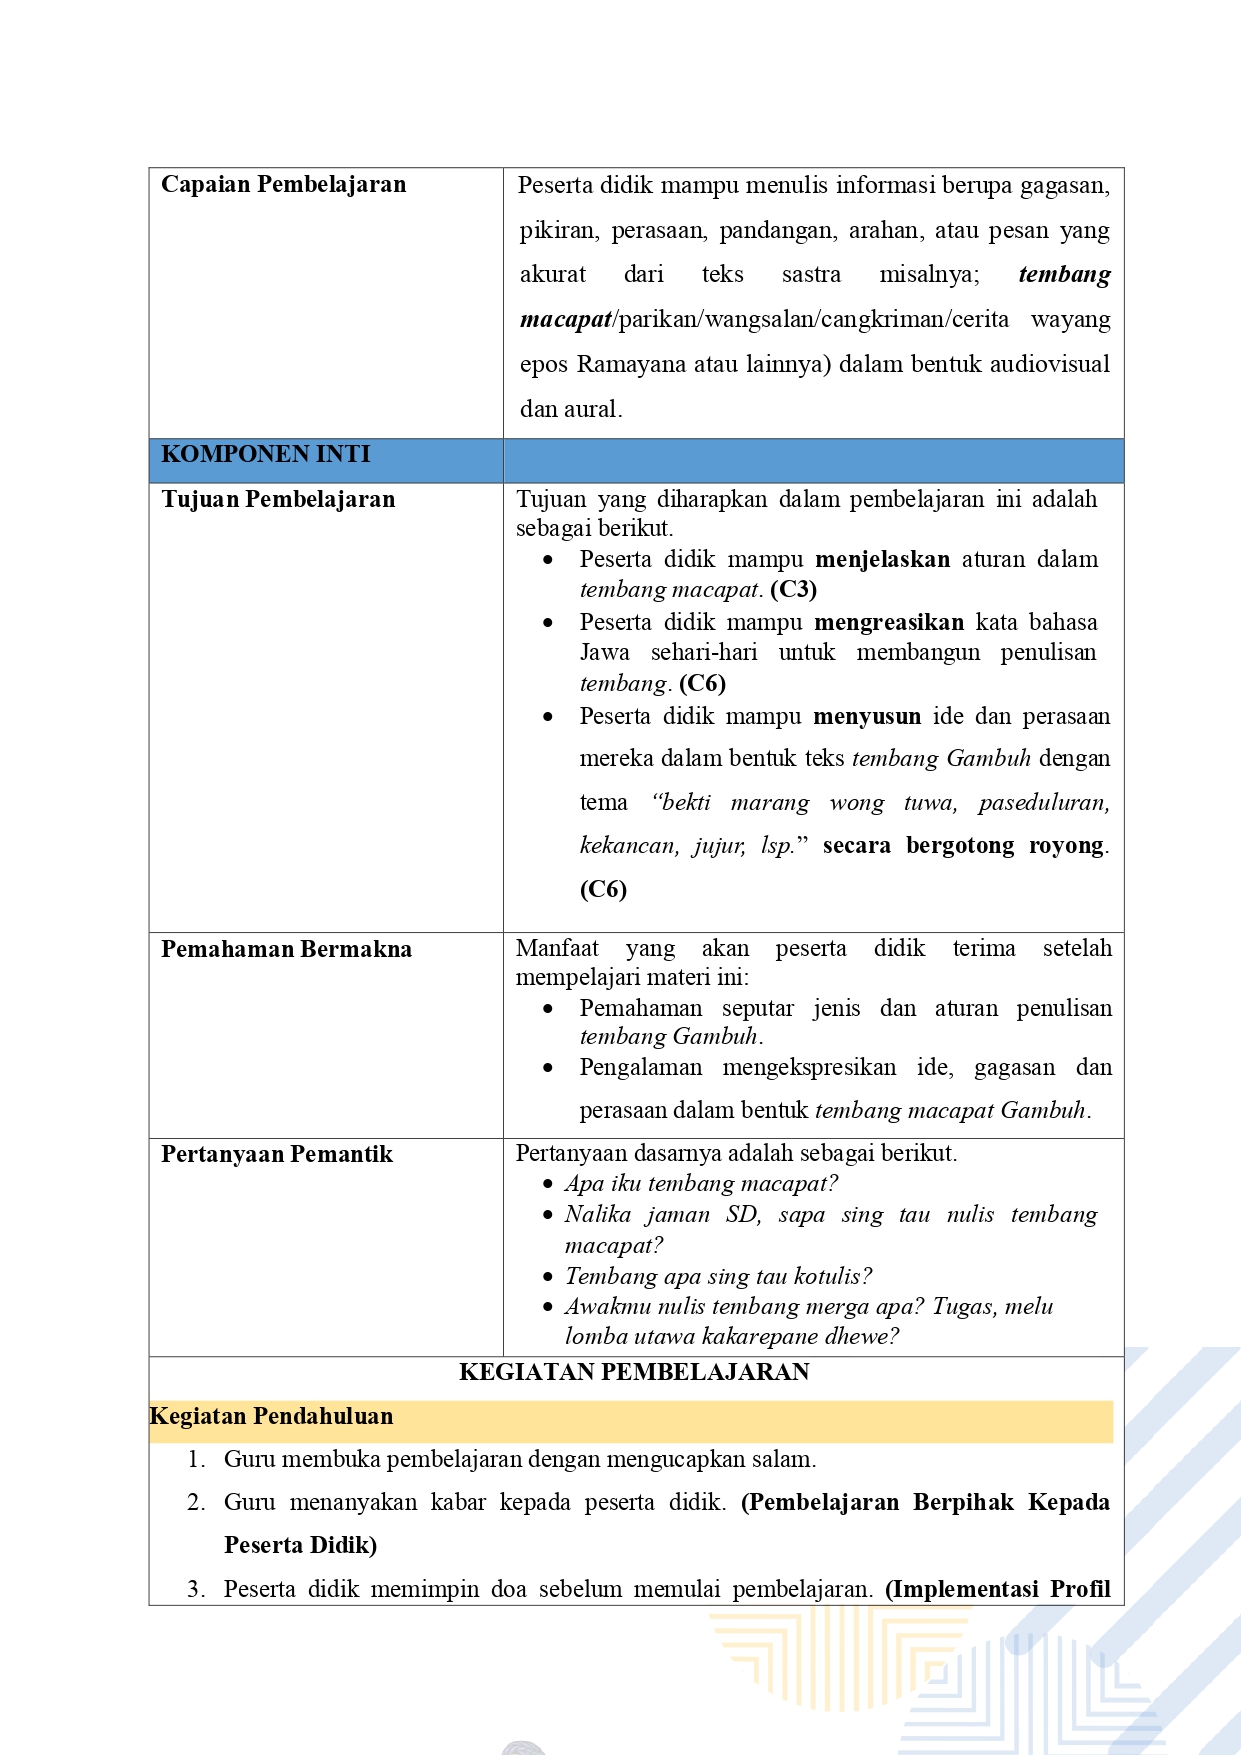 Capaian Pembelajaran
Peserta didik mampu menulis informasi berupa gagasan,
pikiran, perasaan, pandangan, arahan, atau pesan yang
akurat dari teks sastra misalnya; tembang
macapat/parikan/wangsalan/cangkriman/cerita wayang
epos Ramayana atau lainnya) dalam bentuk audiovisual
dan aural.
KOMPONEN INTI
Tujuan Pembelajaran
Tujuan yang diharapkan dalam pembelajaran ini adalah
sebagai berikut.
• Peserta didik mampu menjelaskan aturan dalam
tembang macapat. (C3)
• Peserta didik mampu mengreasikan kata bahasa
Jawa sehari-hari untuk membangun penulisan
tembang. (C6)
• Peserta didik mampu menyusun ide dan perasaan
mereka dalam bentuk teks tembang Gambuh dengan
tema “bekti marang wong tuwa, paseduluran,
kekancan, jujur, lsp.” secara bergotong royong.
(C6)
Pemahaman Bermakna
Manfaat yang akan peserta didik terima setelah
mempelajari materi ini:
• Pemahaman seputar jenis dan aturan penulisan
tembang Gambuh.
• Pengalaman mengekspresikan ide, gagasan dan
perasaan dalam bentuk tembang macapat Gambuh.
Pertanyaan Pemantik
Pertanyaan dasarnya adalah sebagai berikut.
• Apa iku tembang macapat?
• Nalika jaman SD, sapa sing tau nulis tembang
macapat?
• Tembang apa sing tau kotulis?
• Awakmu nulis tembang merga apa? Tugas, melu
lomba utawa kakarepane dhewe?
KEGIATAN PEMBELAJARAN
Kegiatan Pendahuluan
1. Guru membuka pembelajaran dengan mengucapkan salam.
2. Guru menanyakan kabar kepada peserta didik. (Pembelajaran Berpihak Kepada
Peserta Didik)
3. Peserta didik memimpin doa sebelum memulai pembelajaran. (Implementasi Profil